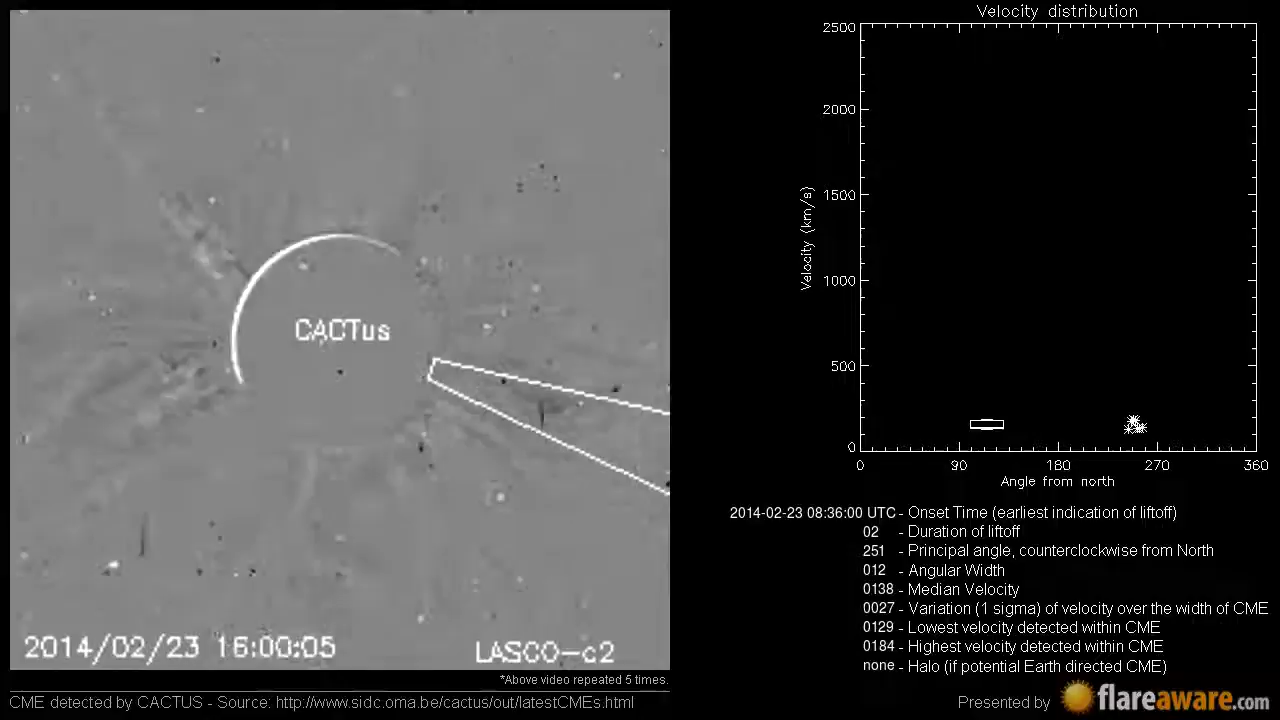 Velocity distribution
2500
2000
1500
1000
500
0
Velocity (km/s)
0 90 180 270 360
Angle from north
CACTus
2014/02/23 16:00:05 LASCO-c2
*Above video repeated 5 times.
2014-02-23 08:36:00 UTC - Onset Time (earliest indication of liftoff)
02 - Duration of liftoff
251 - Principal angle, counterclockwise from North
012 - Angular Width
0138 - Median Velocity
0027 - Variation (1 sigma) of velocity over the width of CME
0129 - Lowest velocity detected within CME
0184 - Highest velocity detected within CME
none - Halo (if potential Earth directed CME)
CME detected by CACTUS - Source: http://www.sidc.oma.be/cactus/out/latestCMEs.html
Presented by flareaware.com